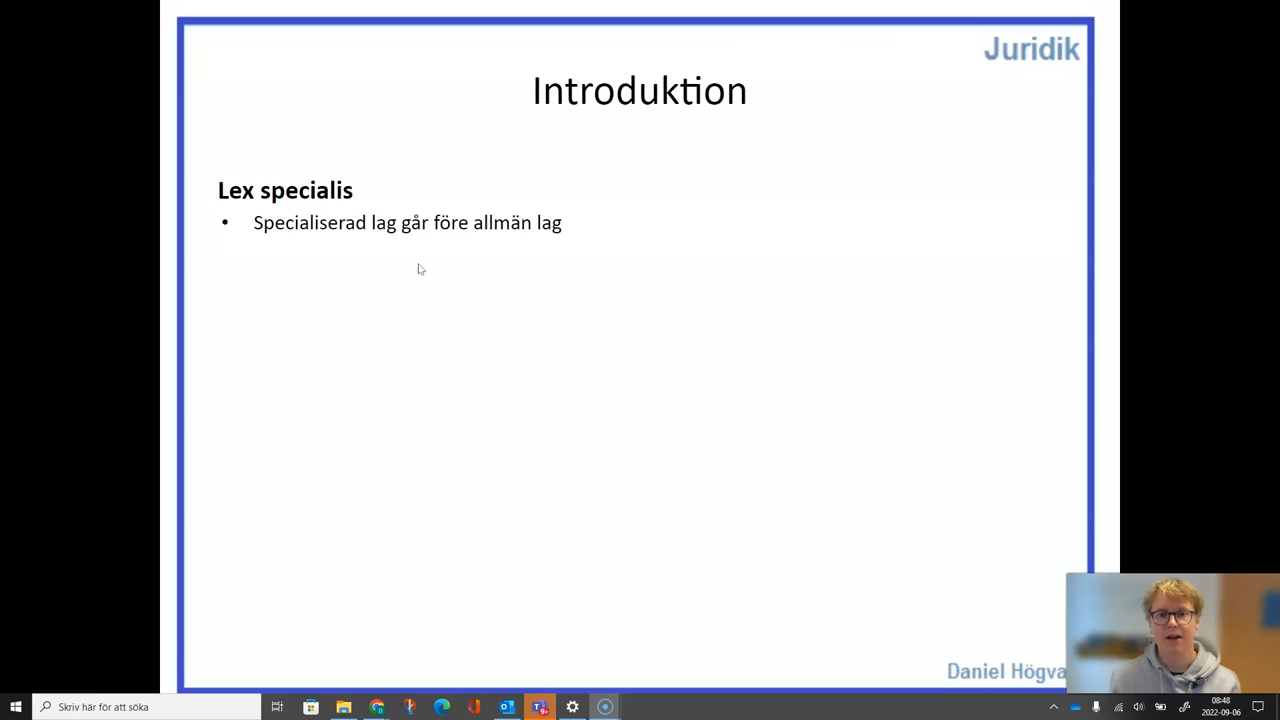 Juridik
Introduktion
Lex specialis
• Specialiserad lag går före allmän lag
Daniel Högva
Skriv här för att söka
9+
08:48
2022-09-06